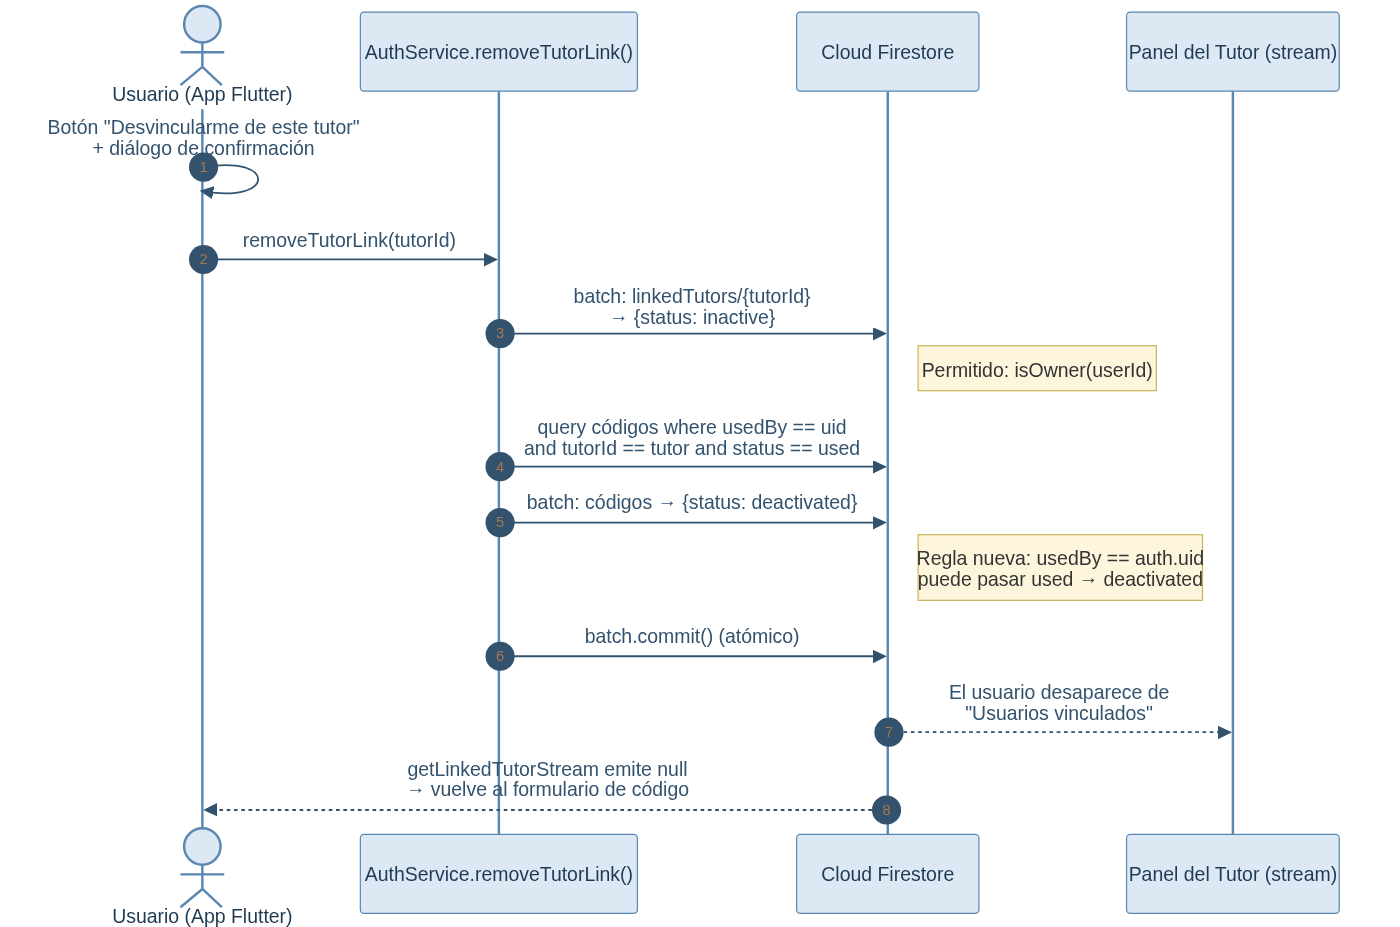 AuthService.removeTutorLink()
Cloud Firestore
Panel del Tutor (stream)
Usuario (App Flutter)
Botón "Desvincularme de este tutor"
+ diálogo de confirmación
1
removeTutorLink(tutorId)
2
batch: linkedTutors/{tutorId}
→ {status: inactive}
3
Permitido: isOwner(userId)
query códigos where usedBy == uid
and tutorId == tutor and status == used
4
batch: códigos → {status: deactivated}
5
Regla nueva: usedBy == auth.uid
puede pasar used → deactivated
batch.commit() (atómico)
6
El usuario desaparece de
"Usuarios vinculados"
7
getLinkedTutorStream emite null
→ vuelve al formulario de código
8
AuthService.removeTutorLink()
Cloud Firestore
Panel del Tutor (stream)
Usuario (App Flutter)